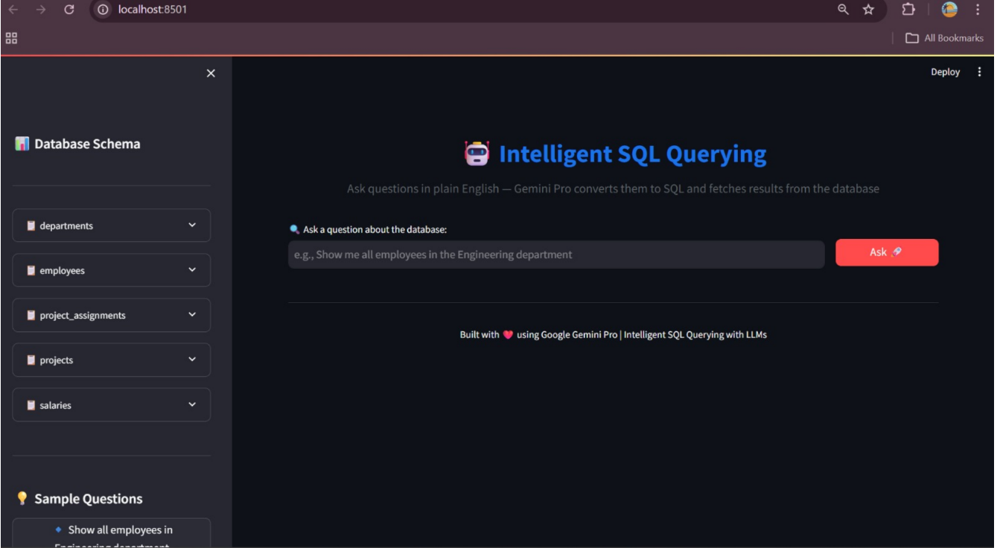 localhost:8501
All Bookmarks
Deploy
Database Schema
departments
employees
project_assignments
projects
salaries
Sample Questions
Show all employees in
Engineering department
Intelligent SQL Querying
Ask questions in plain English — Gemini Pro converts them to SQL and fetches results from the database
Ask a question about the database:
e.g., Show me all employees in the Engineering department
Ask
Built with ❤ using Google Gemini Pro | Intelligent SQL Querying with LLMs